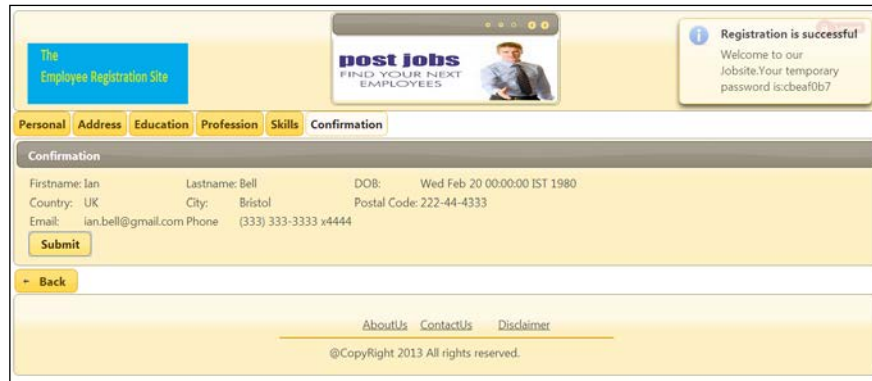 The
Employee Registration Site
post jobs
FIND YOUR NEXT
EMPLOYEES
Registration is successful
Welcome to our
Jobsite.Your temporary
password is:cbeaf0b7
Personal Address Education Profession Skills Confirmation
Confirmation
Firstname: Ian Lastname: Bell DOB: Wed Feb 20 00:00:00 IST 1980
Country: UK City: Bristol Postal Code: 222-44-4333
Email: ian.bell@gmail.com Phone (333) 333-3333 x4444
Submit
Back
AboutUs ContactUs Disclaimer
@CopyRight 2013 All rights reserved.